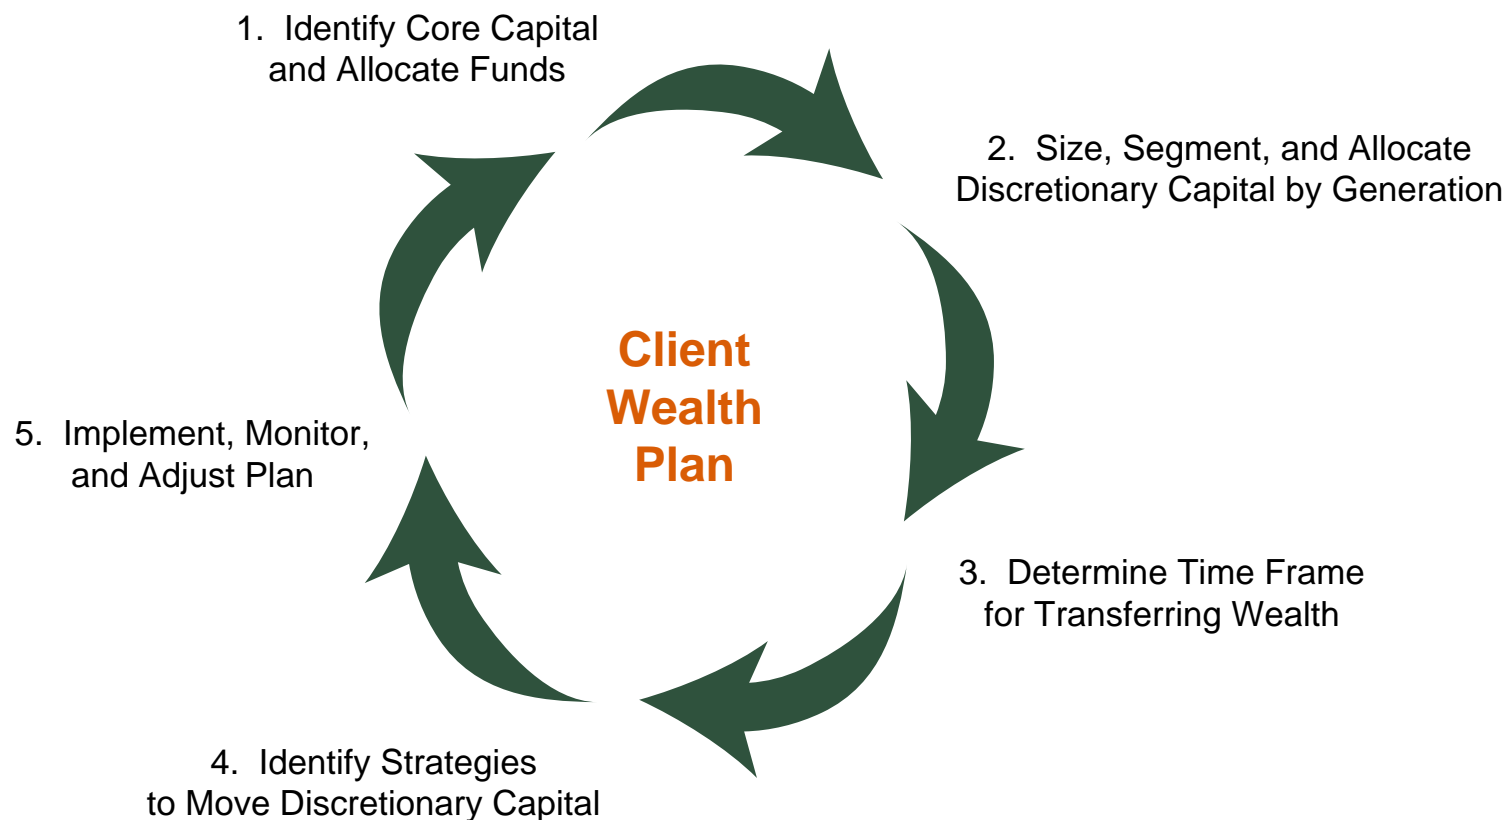 1. Identify Core Capital
and Allocate Funds
2. Size, Segment, and Allocate
Discretionary Capital by Generation
Client
Wealth
Plan
5. Implement, Monitor,
and Adjust Plan
3. Determine Time Frame
for Transferring Wealth
4. Identify Strategies
to Move Discretionary Capital